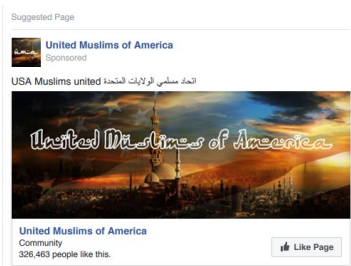 Suggested Page
United Muslims of America
Sponsored
USA Muslims united اتحاد مسلمي الولايات المتحدة
United Muslims of America
United Muslims of America
Community
326,463 people like this.
Like Page